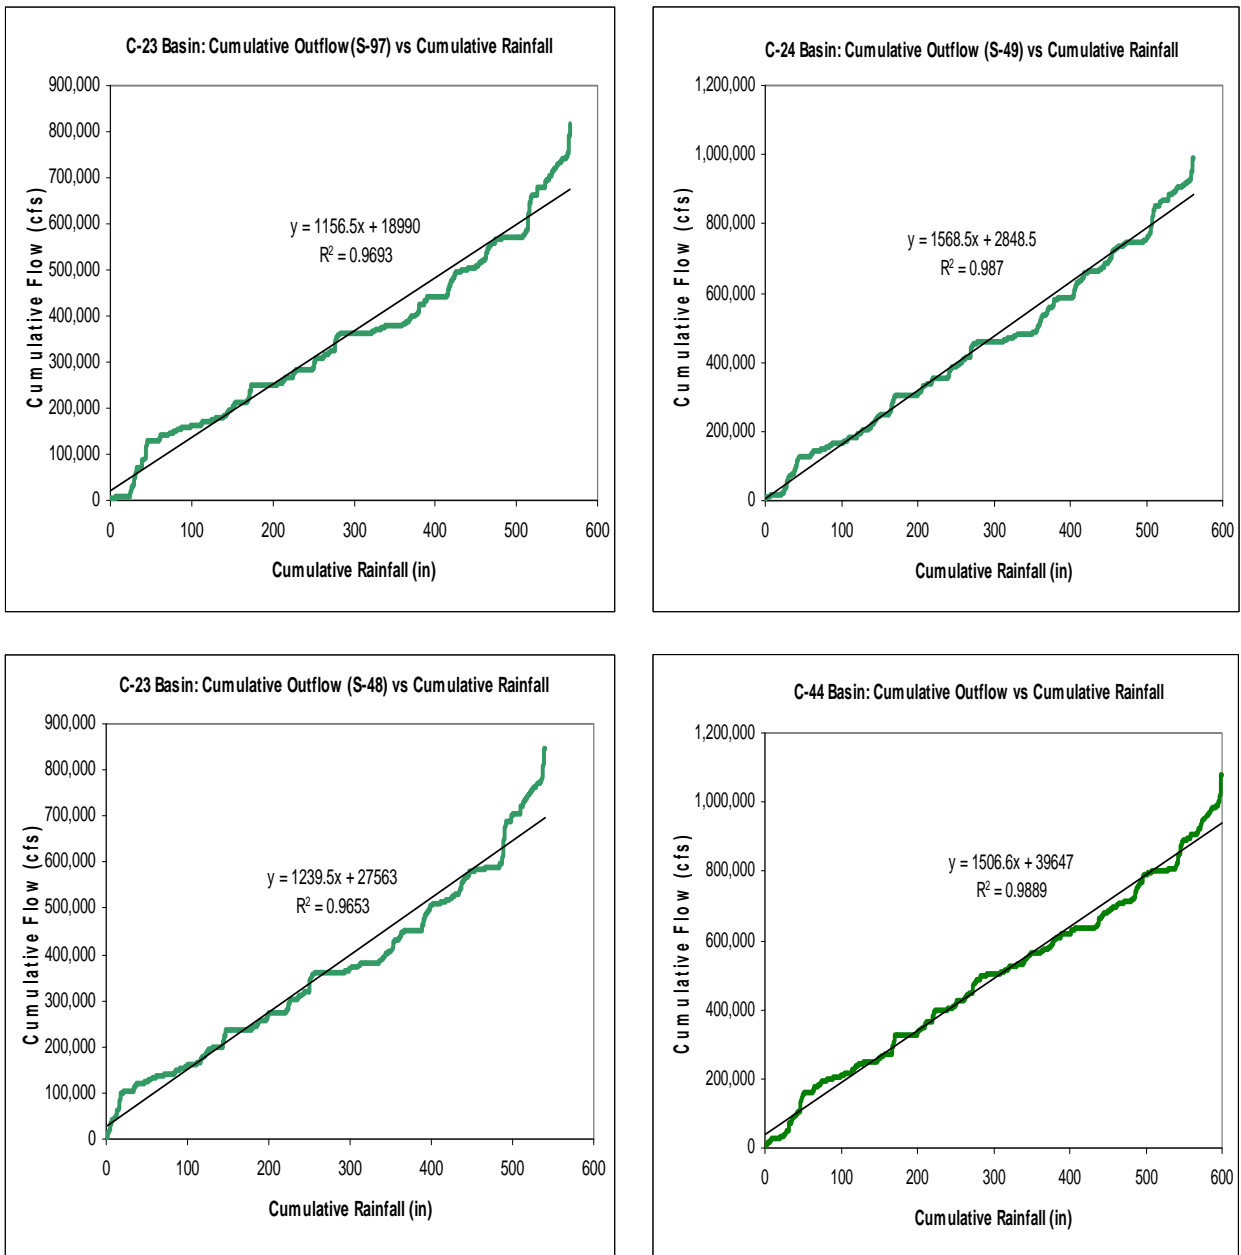 C-23 Basin: Cumulative Outflow(S-97) vs Cumulative Rainfall
900,000
800,000
700,000
600,000
500,000
400,000
300,000
200,000
100,000
0
Cumulative Flow (cfs)
y = 1156.5x + 18990
R² = 0.9693
0 100 200 300 400 500 600
Cumulative Rainfall (in)
C-24 Basin: Cumulative Outflow (S-49) vs Cumulative Rainfall
1,200,000
1,000,000
800,000
600,000
400,000
200,000
0
Cumulative Flow (cfs)
y = 1568.5x + 2848.5
R² = 0.987
0 100 200 300 400 500 600
Cumulative Rainfall (in)
C-23 Basin: Cumulative Outflow (S-48) vs Cumulative Rainfall
900,000
800,000
700,000
600,000
500,000
400,000
300,000
200,000
100,000
0
Cumulative Flow (cfs)
y = 1239.5x + 27563
R² = 0.9653
0 100 200 300 400 500 600
Cumulative Rainfall (in)
C-44 Basin: Cumulative Outflow vs Cumulative Rainfall
1,200,000
1,000,000
800,000
600,000
400,000
200,000
0
Cumulative Flow (cfs)
y = 1506.6x + 39647
R² = 0.9889
0 100 200 300 400 500 600
Cumulative Rainfall (in)